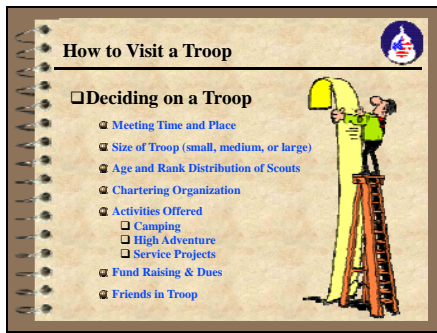 How to Visit a Troop
❑Deciding on a Troop
Meeting Time and Place
Size of Troop (small, medium, or large)
Age and Rank Distribution of Scouts
Chartering Organization
Activities Offered
❑ Camping
❑ High Adventure
❑ Service Projects
Fund Raising & Dues
Friends in Troop